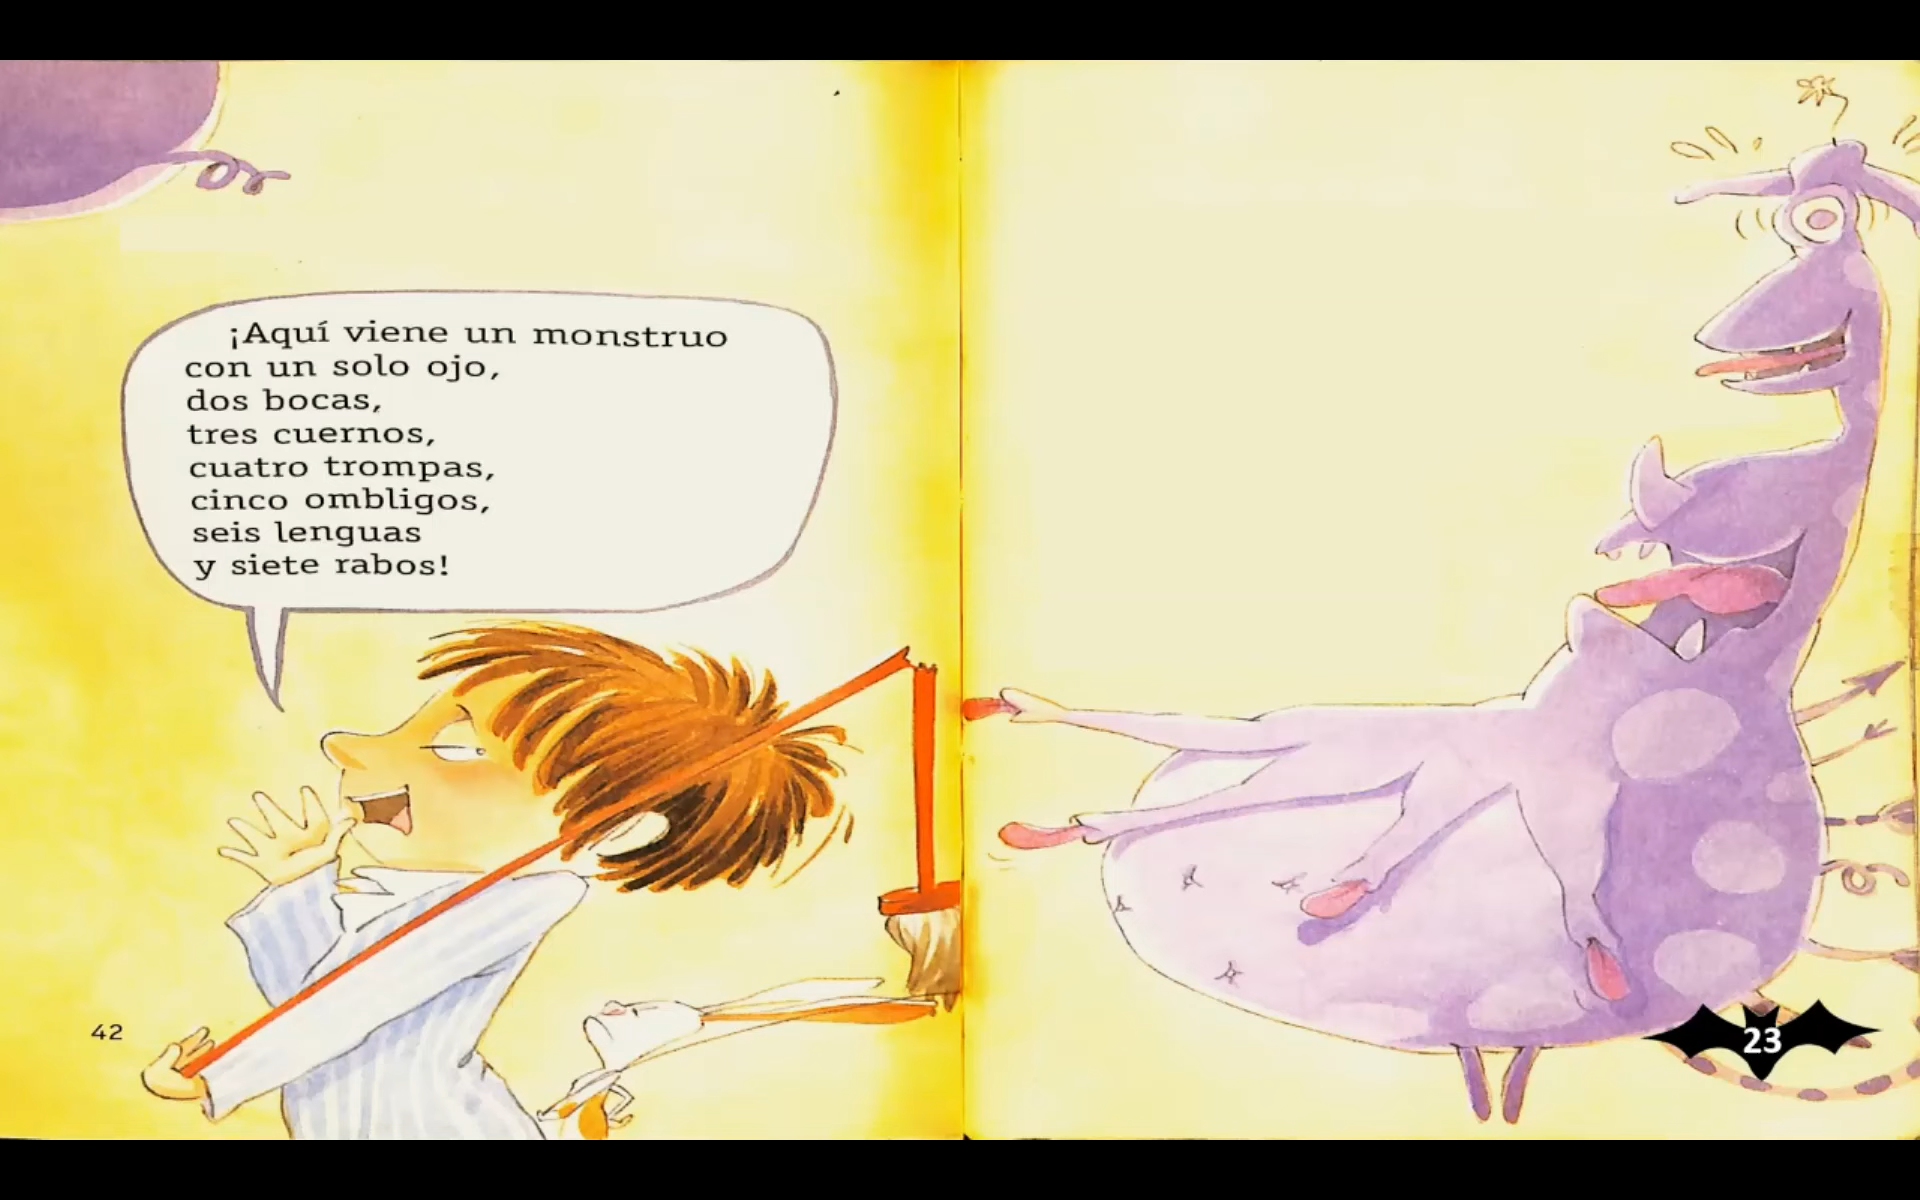 ¡Aquí viene un monstruo
con un solo ojo,
dos bocas,
tres cuernos,
cuatro trompas,
cinco ombligos,
seis lenguas
y siete rabos!
42
23